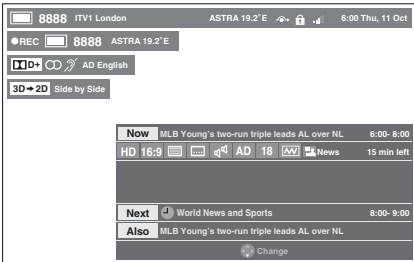 8888 ITV1 London ASTRA 19.2˚E 6:00 Thu, 11- Oct
REC 8888 ASTRA 19.2˚E
D+ AD English
3D➔2D Side by Side
Now MLB Young's two-run triple leads AL over NL 6:00- 8:00
HD 16:9 AD 18 News 15 min left
Next World News and Sports 8:00- 9:00
Also MLB Young's two-run triple leads AL over NL
Change